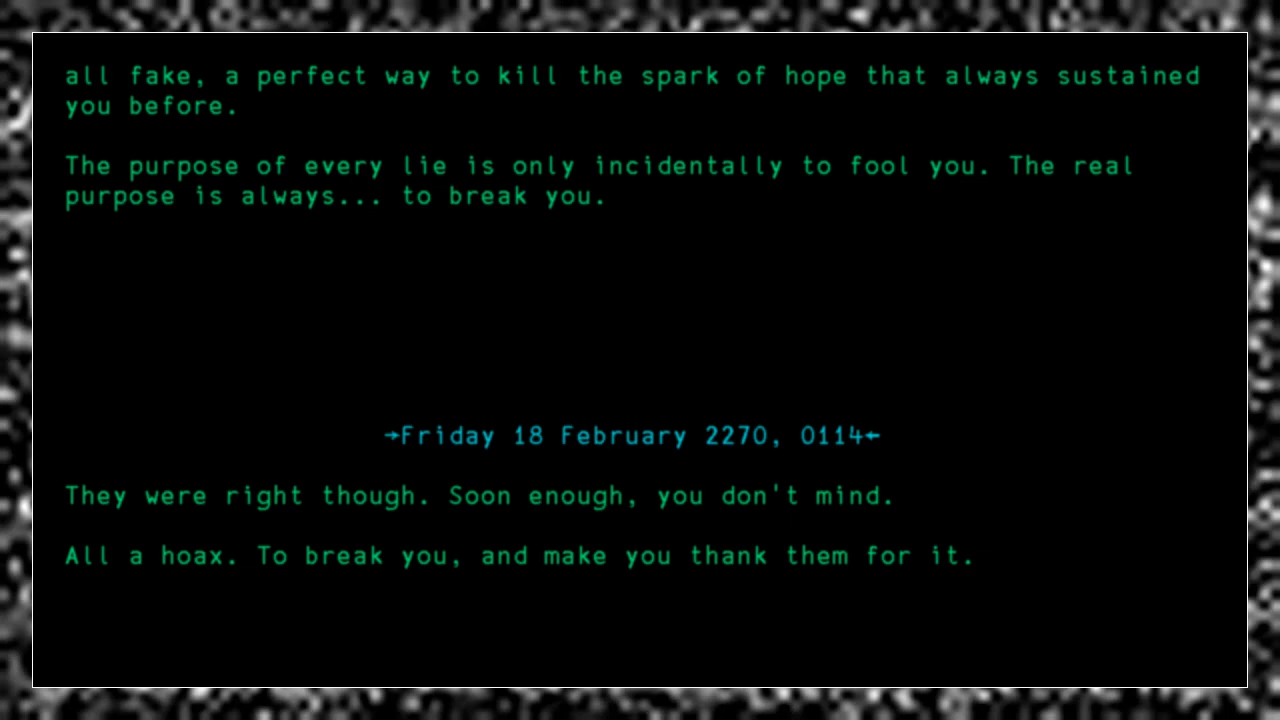 all fake, a perfect way to kill the spark of hope that always sustained
you before.
The purpose of every lie is only incidentally to fool you. The real
purpose is always... to break you.
→Friday 18 February 2270, 0114←
They were right though. Soon enough, you don't mind.
All a hoax. To break you, and make you thank them for it.